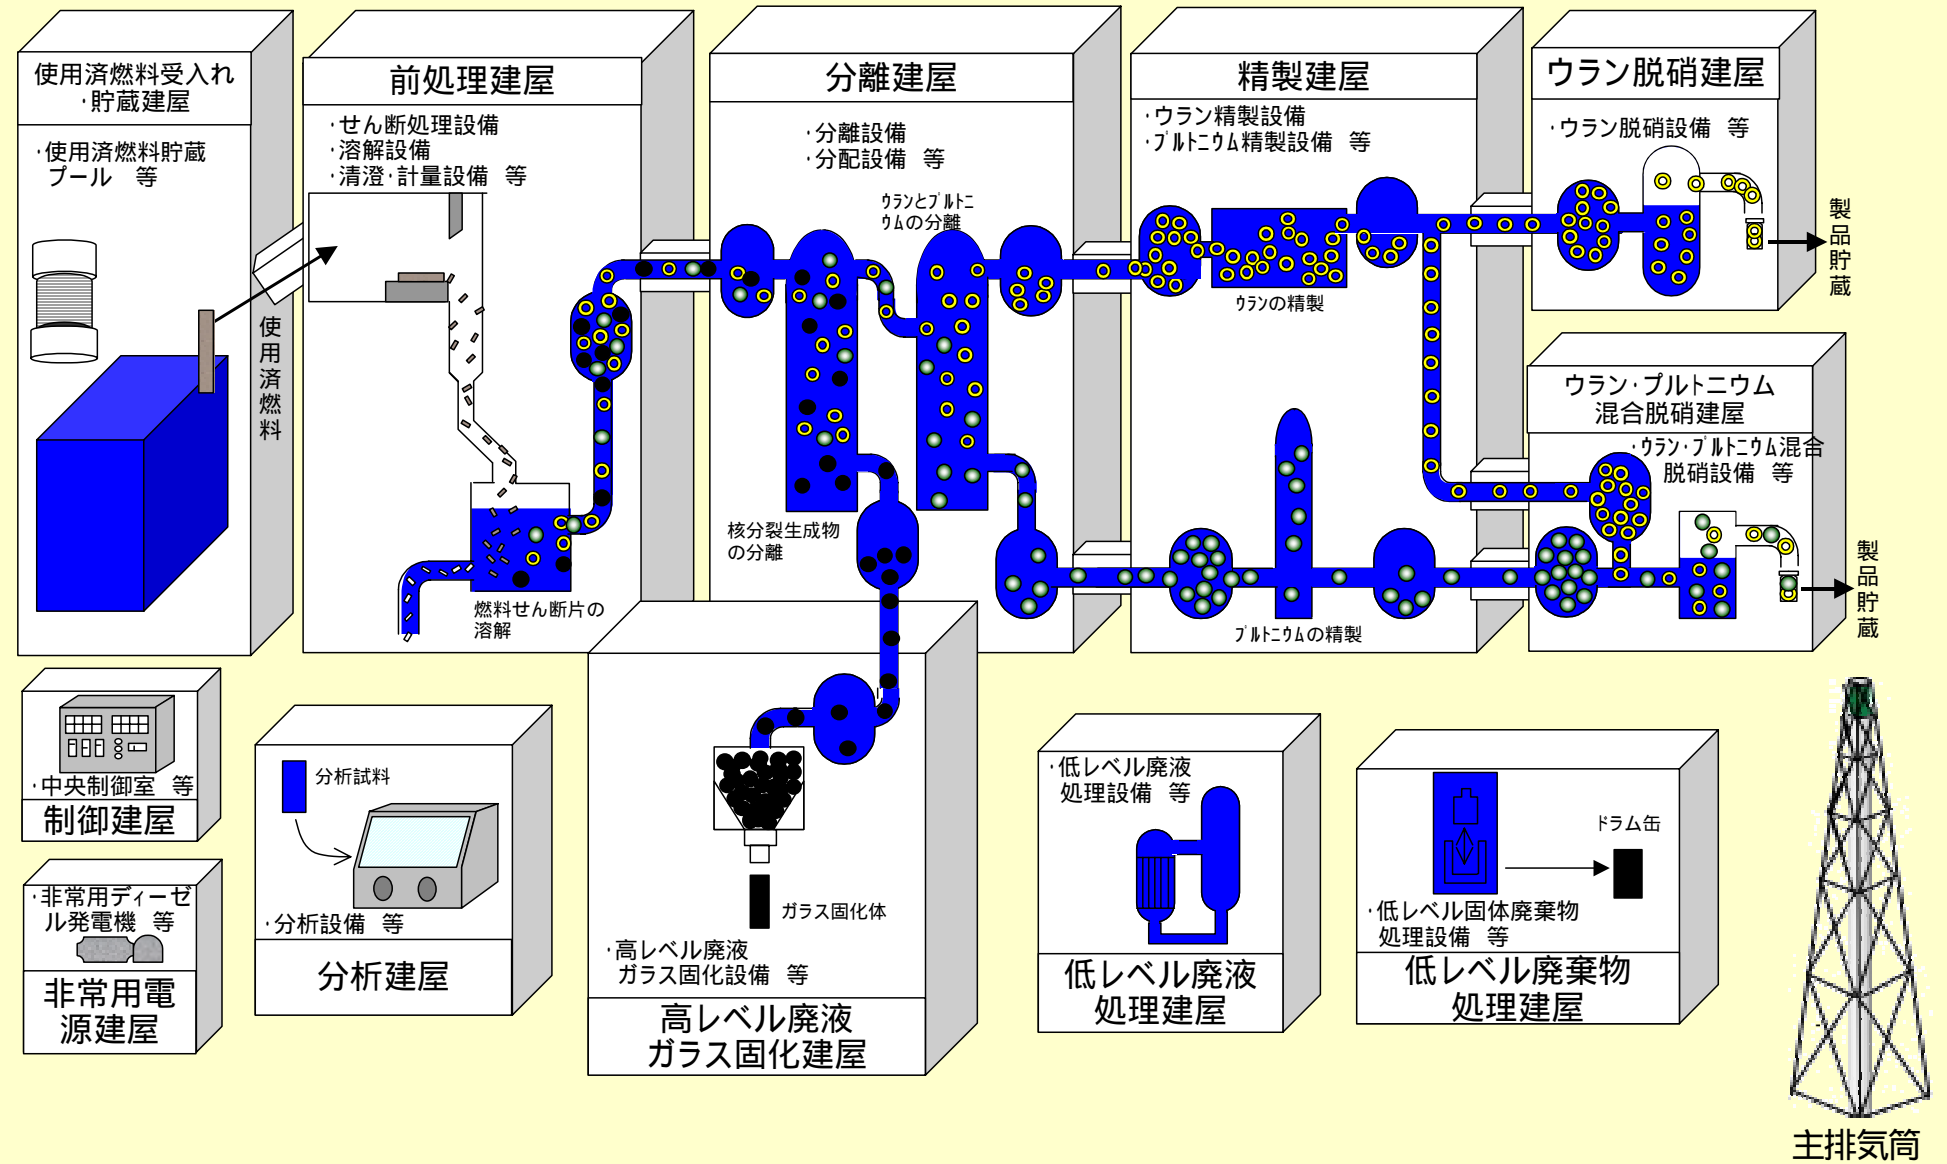 使用済燃料受入れ
・貯蔵建屋
・使用済燃料貯蔵
プール 等
使用済燃料
前処理建屋
・せん断処理設備
・溶解設備
・清澄・計量設備 等
燃料せん断片の
溶解
分離建屋
・分離設備
・分配設備 等
ウランとプルトニ
ウムの分離
核分裂生成物
の分離
精製建屋
・ウラン精製設備
・プルトニウム精製設備 等
ウランの精製
プルトニウムの精製
ウラン脱硝建屋
・ウラン脱硝設備 等
製品貯蔵
ウラン・プルトニウム
混合脱硝建屋
・ウラン・プルトニウム混合
脱硝設備 等
製品貯蔵
・中央制御室 等
制御建屋
・非常用ディーゼ
ル発電機 等
非常用電
源建屋
分析試料
・分析設備 等
分析建屋
ガラス固化体
・高レベル廃液
ガラス固化設備 等
高レベル廃液
ガラス固化建屋
・低レベル廃液
処理設備 等
低レベル廃液
処理建屋
ドラム缶
・低レベル固体廃棄物
処理設備 等
低レベル廃棄物
処理建屋
主排気筒